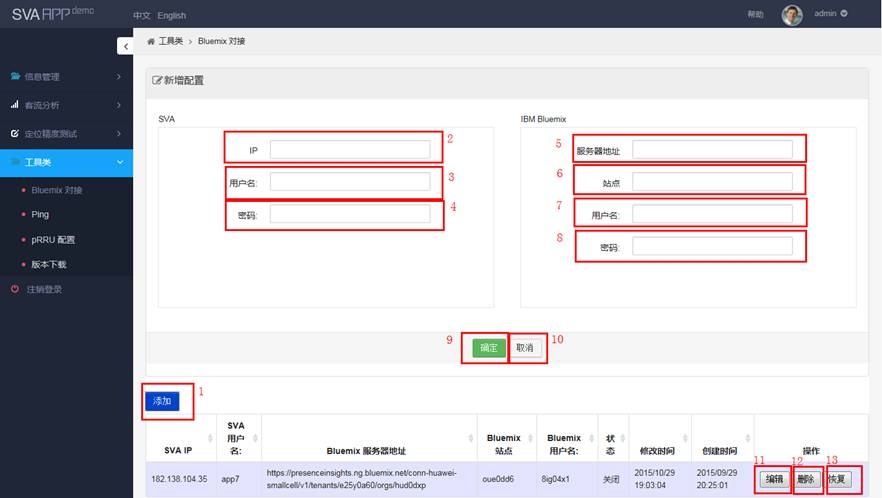 SVA APP demo
中文 English
帮助
admin
工具类 > Bluemix 对接
信息管理
客流分析
定位精度测试
工具类
Bluemix 对接
Ping
pRRU 配置
版本下载
注销登录
新增配置
SVA
IP
2
用户名:
3
密码:
4
IBM Bluemix
5
服务器地址
6
站点
7
用户名:
8
密码:
9
确定
取消
10
添加
1
SVA IP
SVA 用户名:
Bluemix 服务器地址
Bluemix 站点
Bluemix 用户名:
状态
修改时间
创建时间
操作
11
12
13
182.138.104.35
app7
https://presenceinsights.ng.bluemix.net/conn-huawei-
smallcell/v1/tenants/e25y0a60/orgs/hud0dxp
oue0dd6
8ig04x1
关闭
2015/10/29
19:03:04
2015/09/29
20:25:01
编辑
删除
恢复